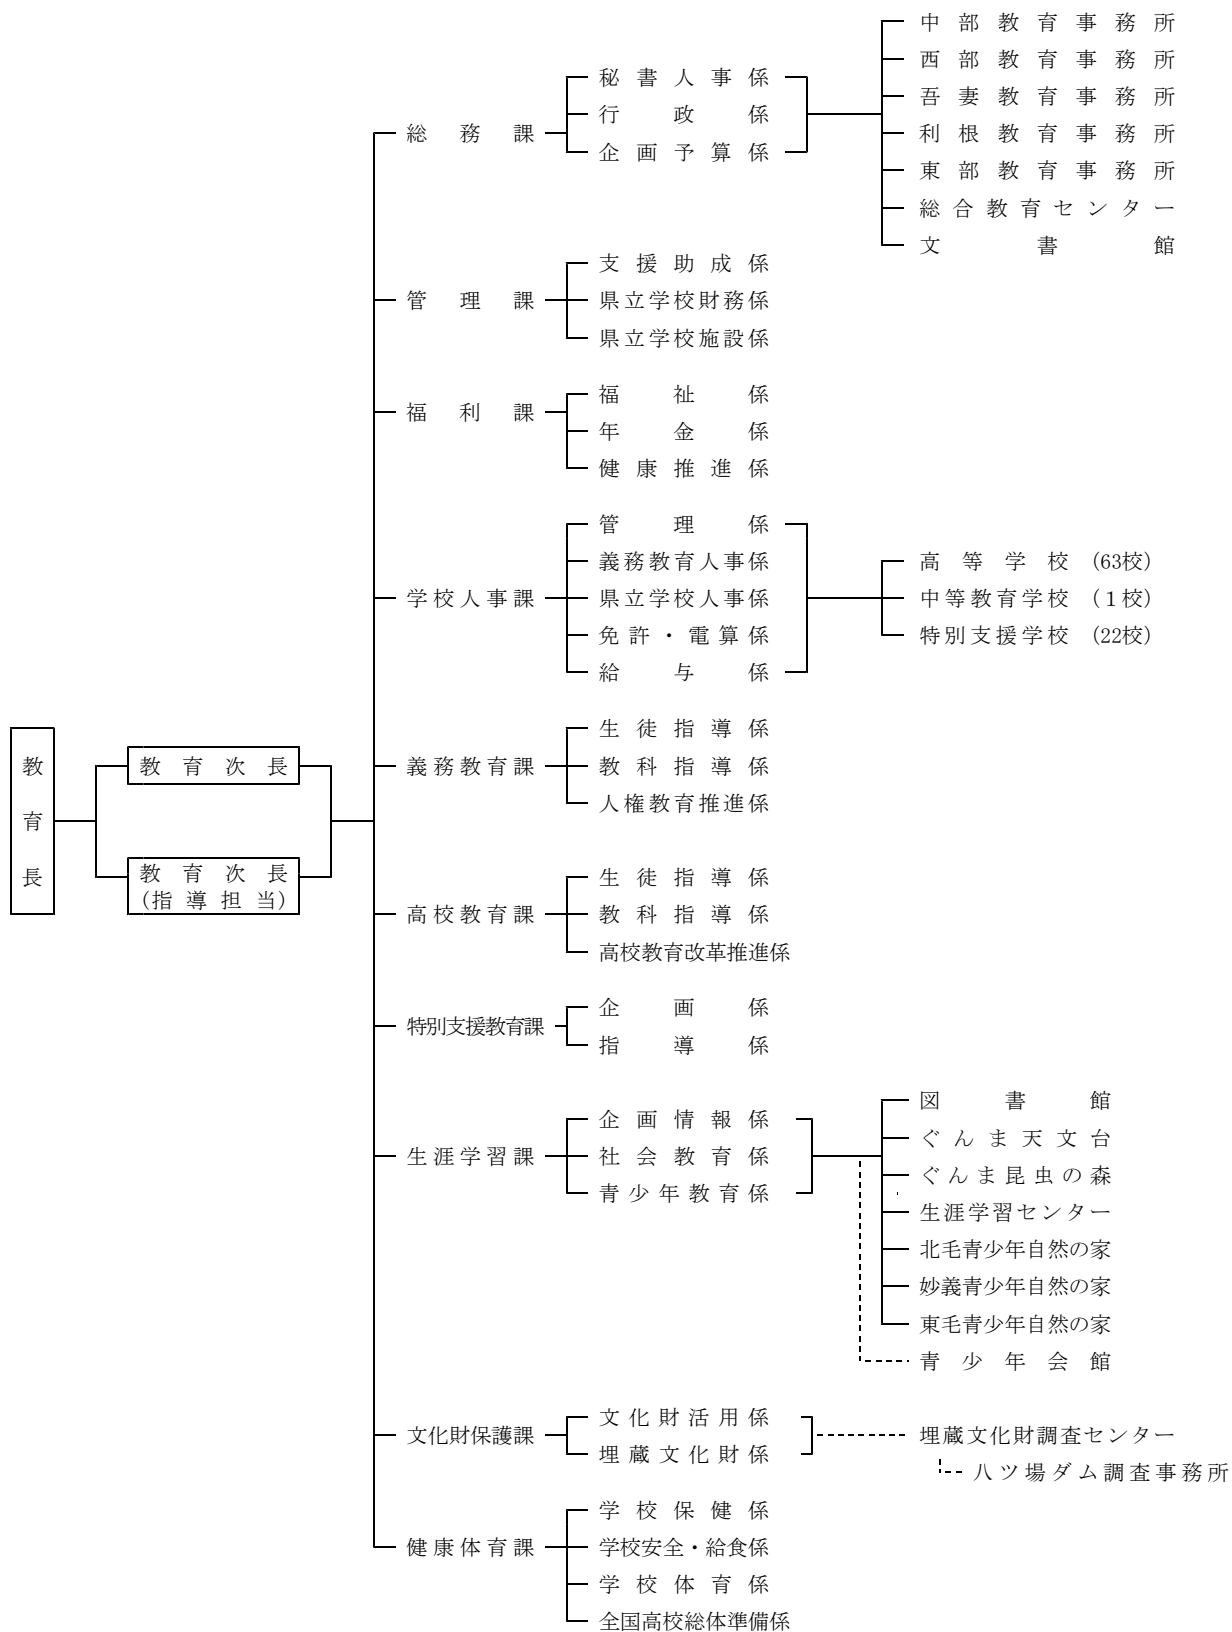 教育長
教育次長
教育次長
(指導担当)
総務課
秘書人事係
行政係
企画予算係
中部教育事務所
西部教育事務所
吾妻教育事務所
利根教育事務所
東部教育事務所
総合教育センター
文書館
管理課
支援助成係
県立学校財務係
県立学校施設係
福利課
福祉係
年金係
健康推進係
学校人事課
管理係
義務教育人事係
県立学校人事係
免許・電算係
給与係
高等学校 (63校)
中等教育学校 (1校)
特別支援学校 (22校)
義務教育課
生徒指導係
教科指導係
人権教育推進係
高校教育課
生徒指導係
教科指導係
高校教育改革推進係
特別支援教育課
企画係
指導係
生涯学習課
企画情報係
社会教育係
青少年教育係
図書館
ぐんま天文台
ぐんま昆虫の森
生涯学習センター
北毛青少年自然の家
妙義青少年自然の家
東毛青少年自然の家
青少年会館
文化財保護課
文化財活用係
埋蔵文化財係
埋蔵文化財調査センター
八ツ場ダム調査事務所
健康体育課
学校保健係
学校安全・給食係
学校体育係
全国高校総体準備係